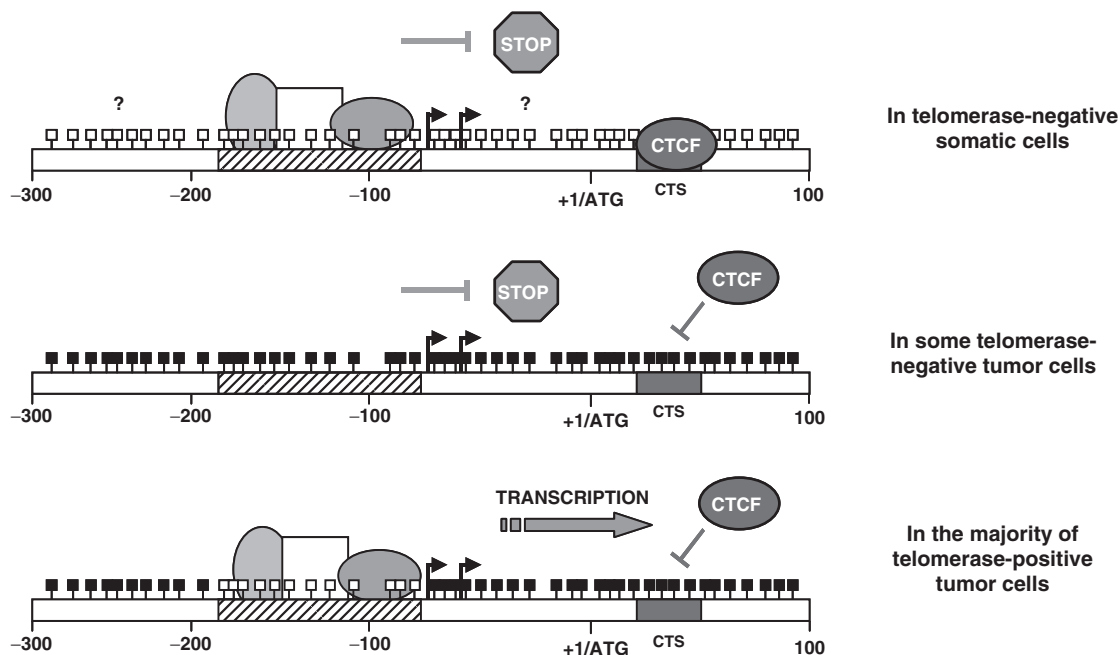 STOP
?
?
In telomerase-negative
somatic cells
CTCF
–300
–200
–100
+1/ATG
CTS
100
STOP
CTCF
In some telomerase-
negative tumor cells
–300
–200
–100
+1/ATG
CTS
100
TRANSCRIPTION
CTCF
In the majority of
telomerase-positive
tumor cells
–300
–200
–100
+1/ATG
CTS
100